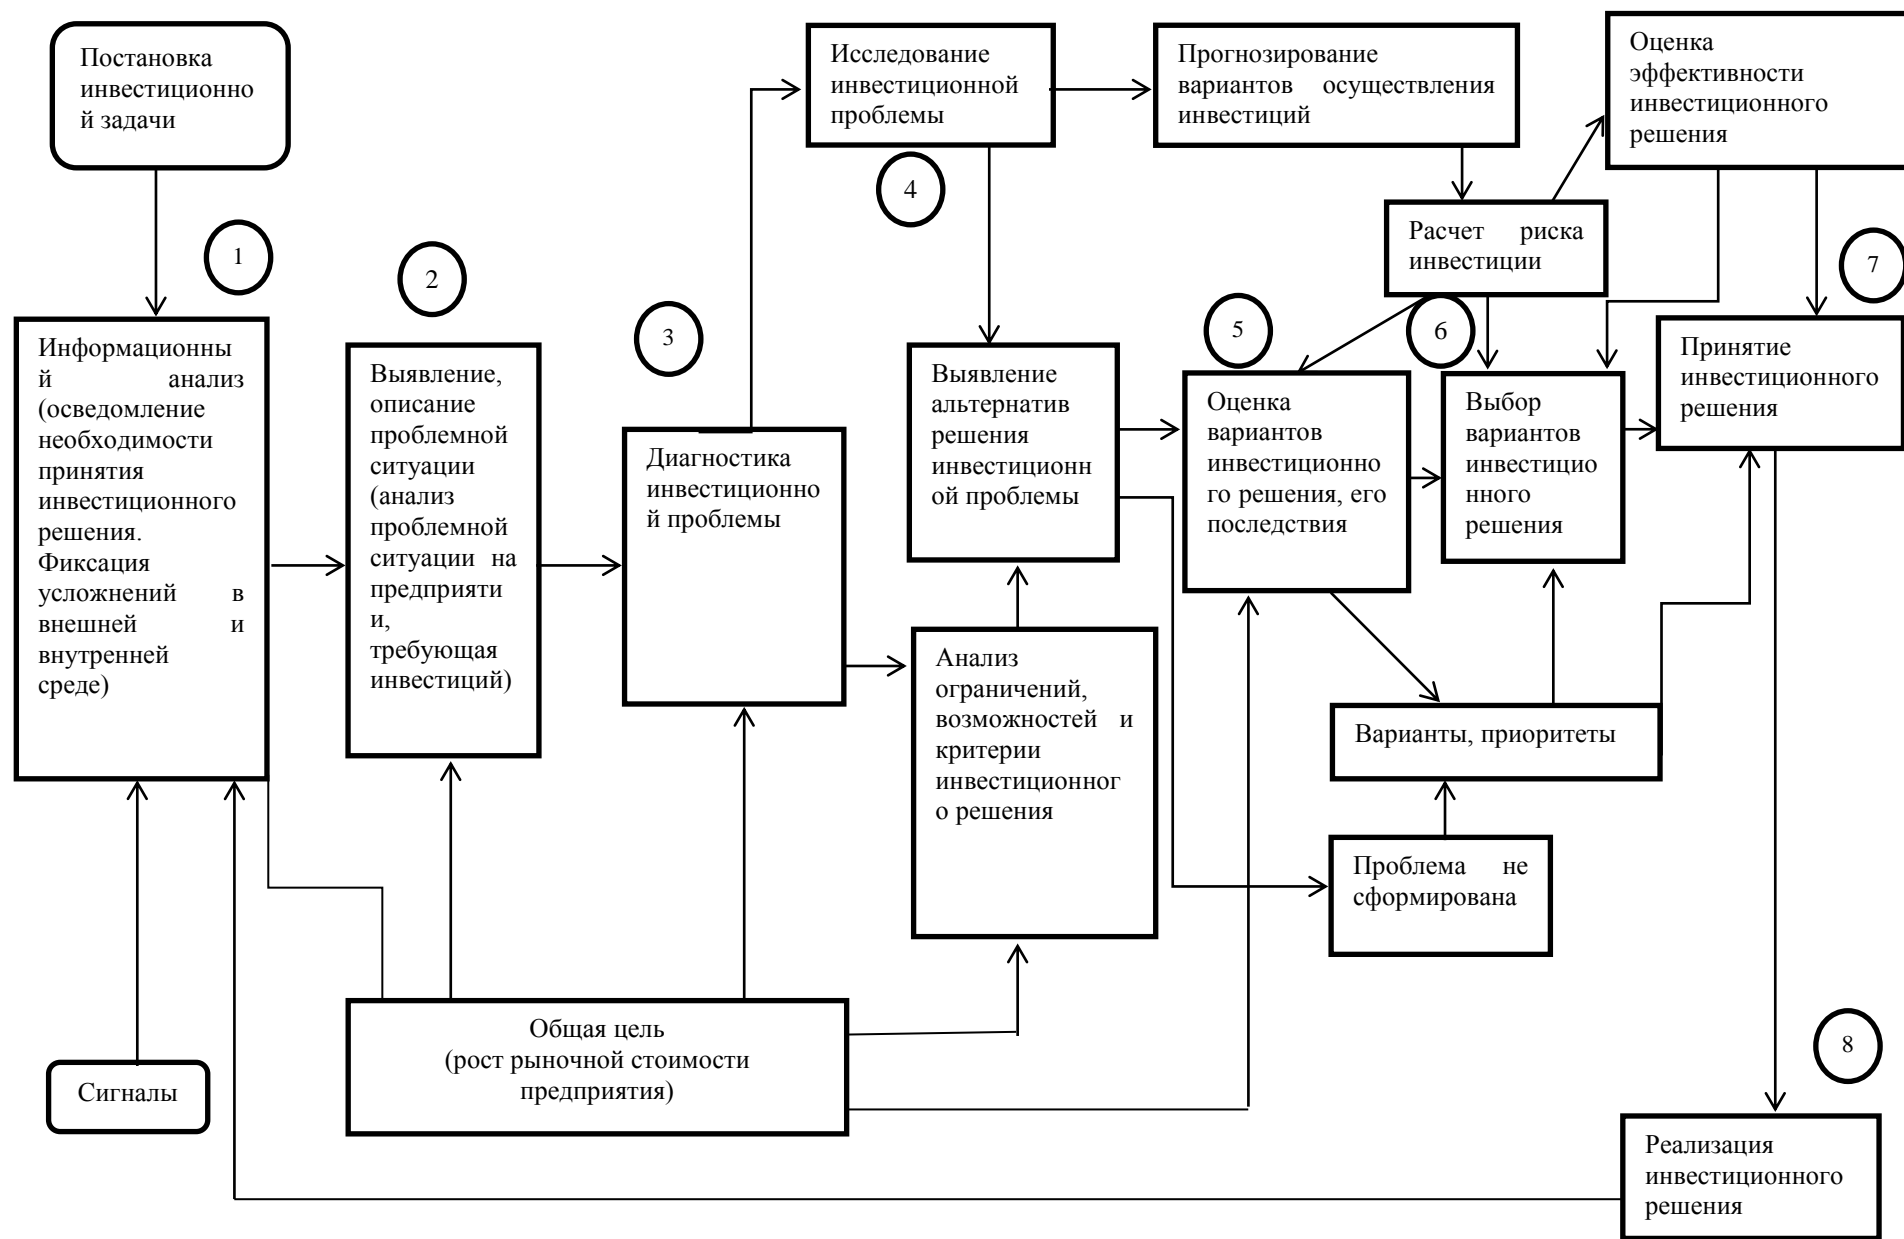 Постановка
инвестиционно
й задачи
1
Информационны
й анализ
(осведомление
необходимости
принятия
инвестиционного
решения.
Фиксация
усложнений в
внешней и
внутренней
среде)
Сигналы
2
Выявление,
описание
проблемной
ситуации
(анализ
проблемной
ситуации на
предприяти
и,
требующая
инвестиций)
3
Диагностика
инвестиционно
й проблемы
Общая цель
(рост рыночной стоимости
предприятия)
Исследование
инвестиционной
проблемы
4
Выявление
альтернатив
решения
инвестиционн
ой проблемы
Анализ
ограничений,
возможностей и
критерии
инвестиционног
о решения
Прогнозирование
вариантов осуществления
инвестиций
Расчет риска
инвестиции
5
Оценка
вариантов
инвестиционно
го решения, его
последствия
6
Выбор
вариантов
инвестицио
нного
решения
Варианты, приоритеты
Проблема не
сформирована
Оценка
эффективности
инвестиционного
решения
7
Принятие
инвестиционного
решения
8
Реализация
инвестиционного
решения